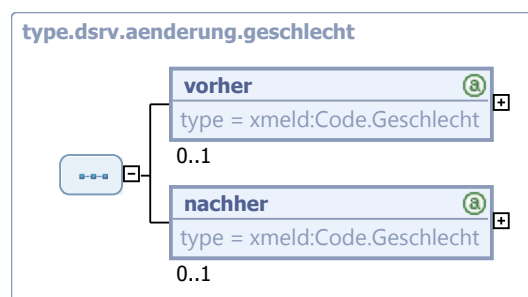 type.dsrv.aenderung.geschlecht
vorher
a
type = xmeld:Code.Geschlecht
0..1
nachher
a
type = xmeld:Code.Geschlecht
0..1